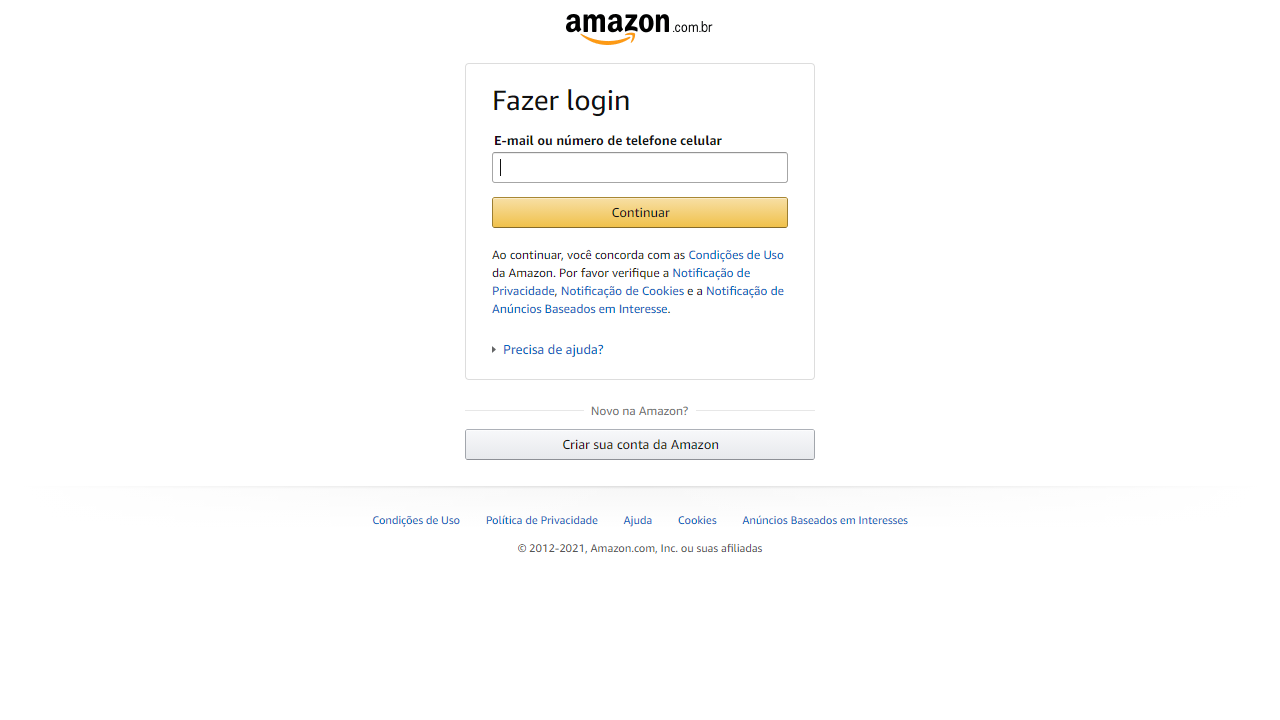 amazon.com.br
Fazer login
E-mail ou número de telefone celular
Continuar
Ao continuar, você concorda com as Condições de Uso
da Amazon. Por favor verifique a Notificação de
Privacidade, Notificação de Cookies e a Notificação de
Anúncios Baseados em Interesse.
Precisa de ajuda?
Novo na Amazon?
Criar sua conta da Amazon
Condições de Uso Política de Privacidade Ajuda Cookies Anúncios Baseados em Interesses
© 2012-2021, Amazon.com, Inc. ou suas afiliadas